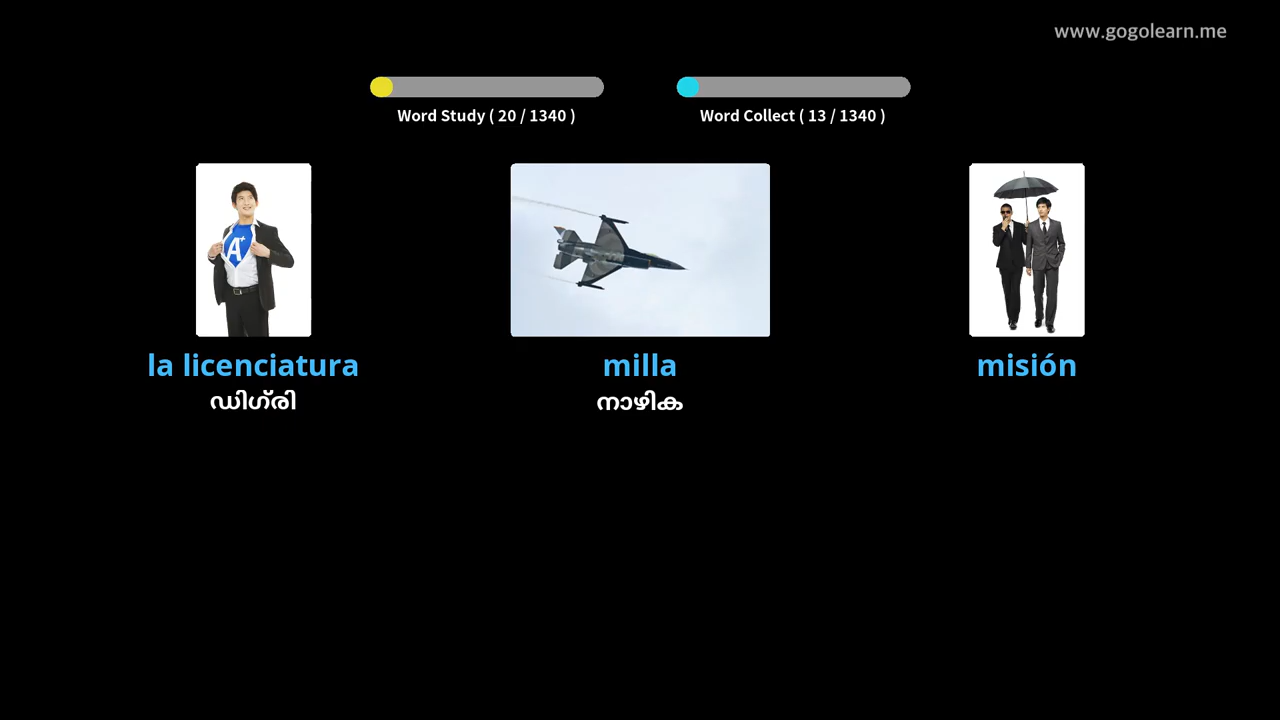 www.gogolearn.me
Word Study ( 20 / 1340 )
Word Collect ( 13 / 1340 )
A+
la licenciatura
milla
misión
ഡിഗ്രി
നാഴിക